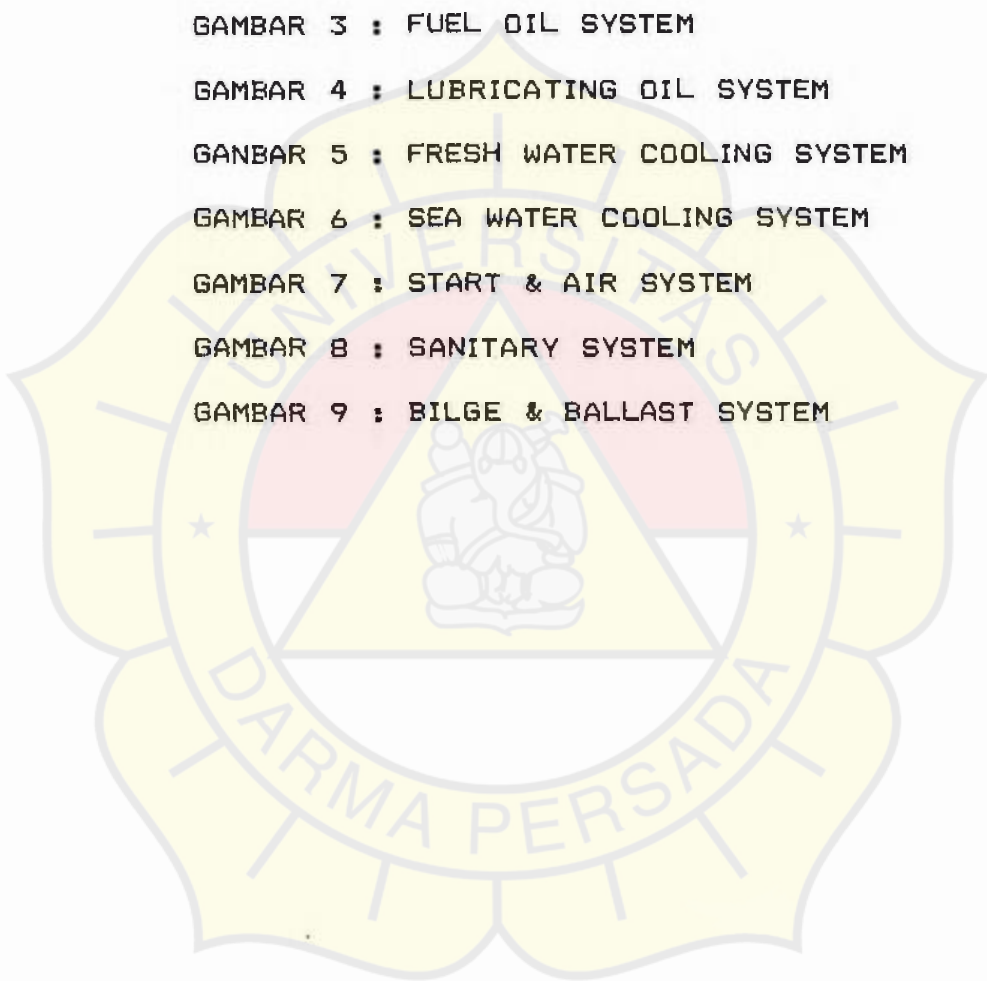 GAMBAR 3 : FUEL OIL SYSTEM
GAMBAR 4 : LUBRICATING OIL SYSTEM
GANBAR 5 : FRESH WATER COOLING SYSTEM
GAMBAR 6 : SEA WATER COOLING SYSTEM
GAMBAR 7 : START & AIR SYSTEM
GAMBAR 8 : SANITARY SYSTEM
GAMBAR 9 : BILGE & BALLAST SYSTEM
UNIVERSITAS
DARMA PERSADA